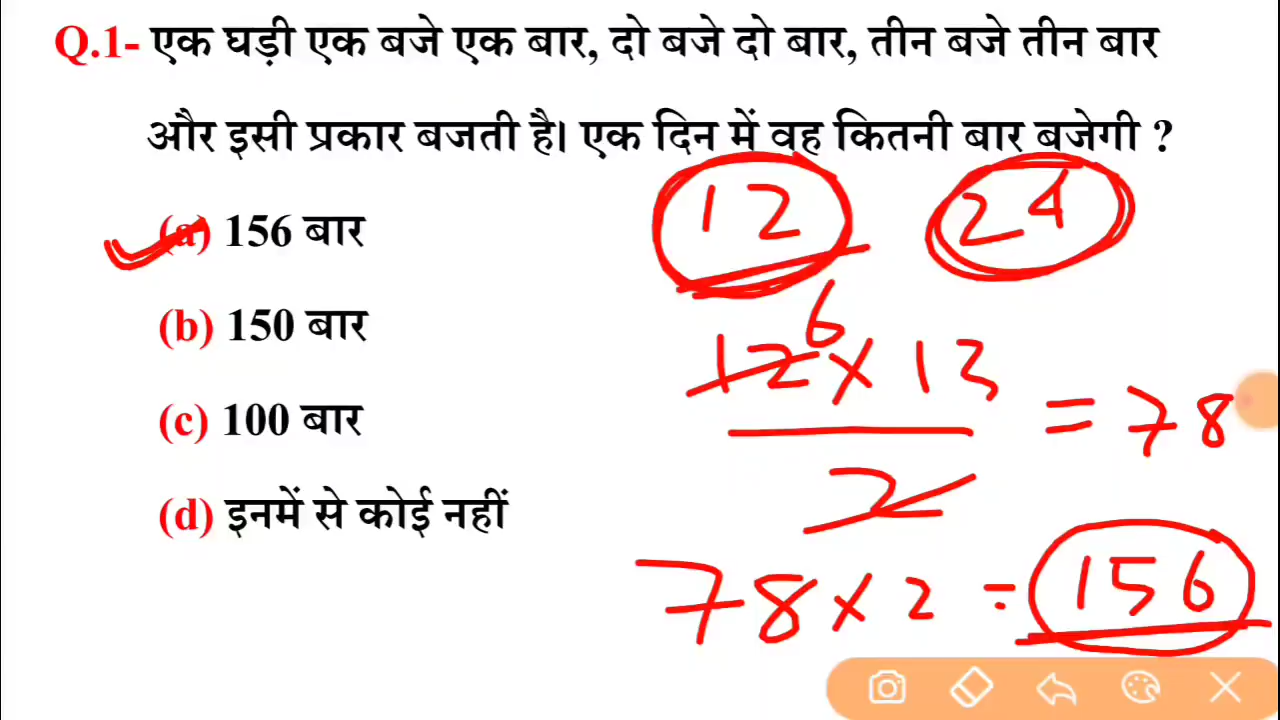 Q.1- एक घड़ी एक बजे एक बार, दो बजे दो बार, तीन बजे तीन बार
और इसी प्रकार बजती है। एक दिन में वह कितनी बार बजेगी ?
12 24
(a) 156 बार
(b) 150 बार
(c) 100 बार
(d) इनमें से कोई नहीं
6
12 × 13
= 78
2
78 × 2 = 156